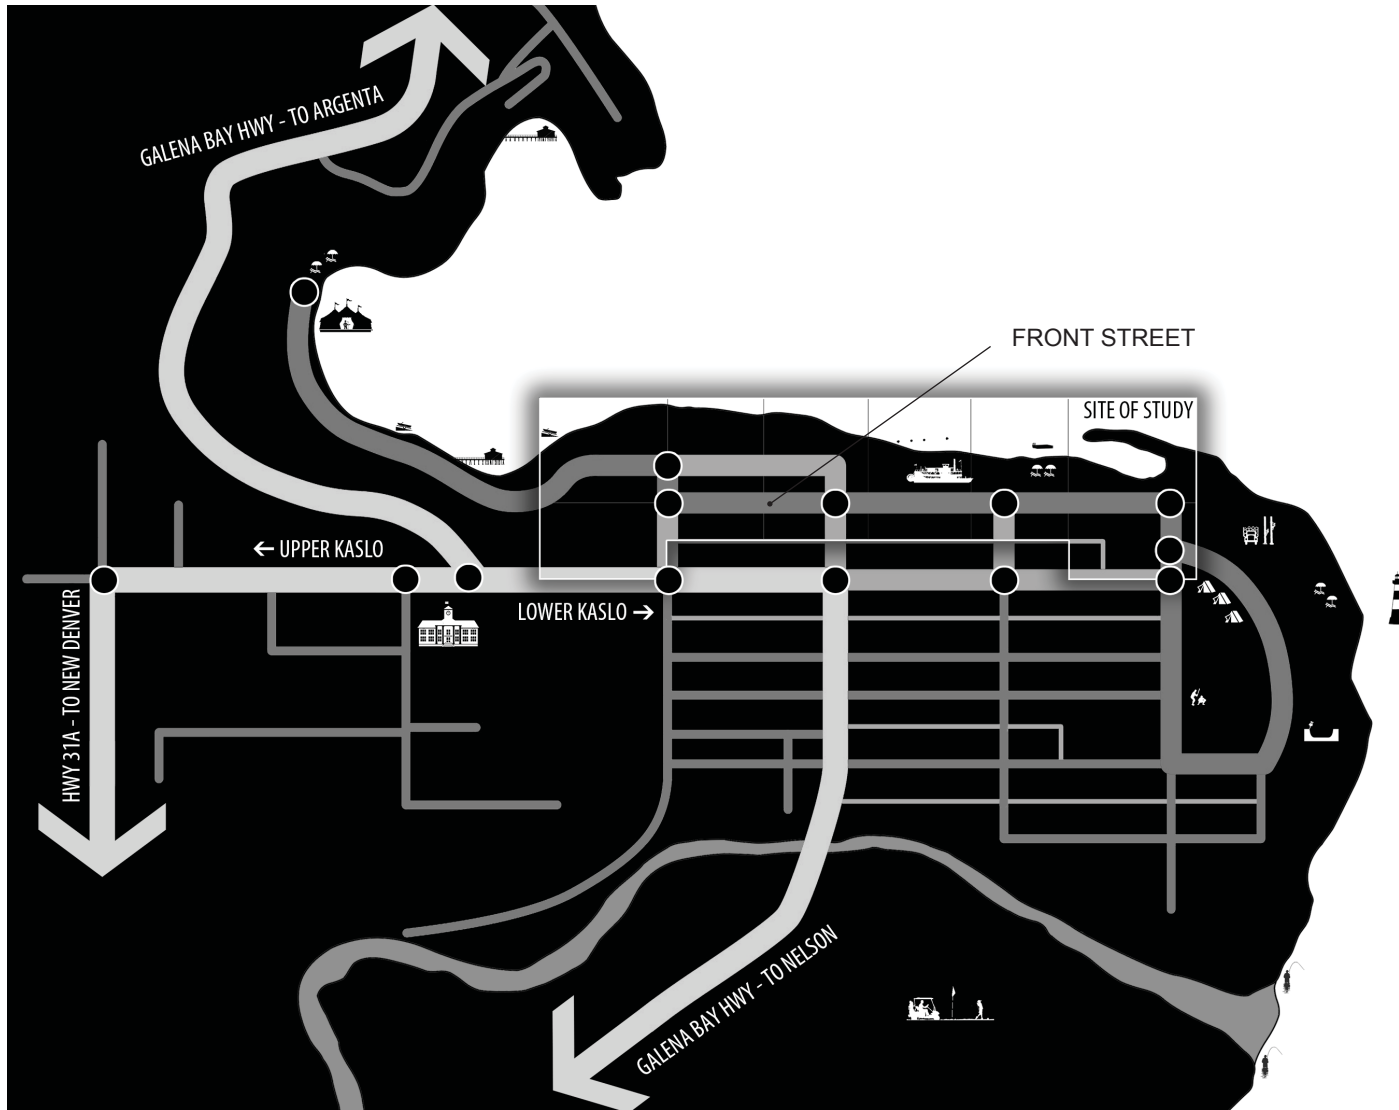 GALENA BAY HWY - TO ARGENTA
FRONT STREET
SITE OF STUDY
← UPPER KASLO
LOWER KASLO →
HWY 31A - TO NEW DENVER
GALENA BAY HWY - TO NELSON